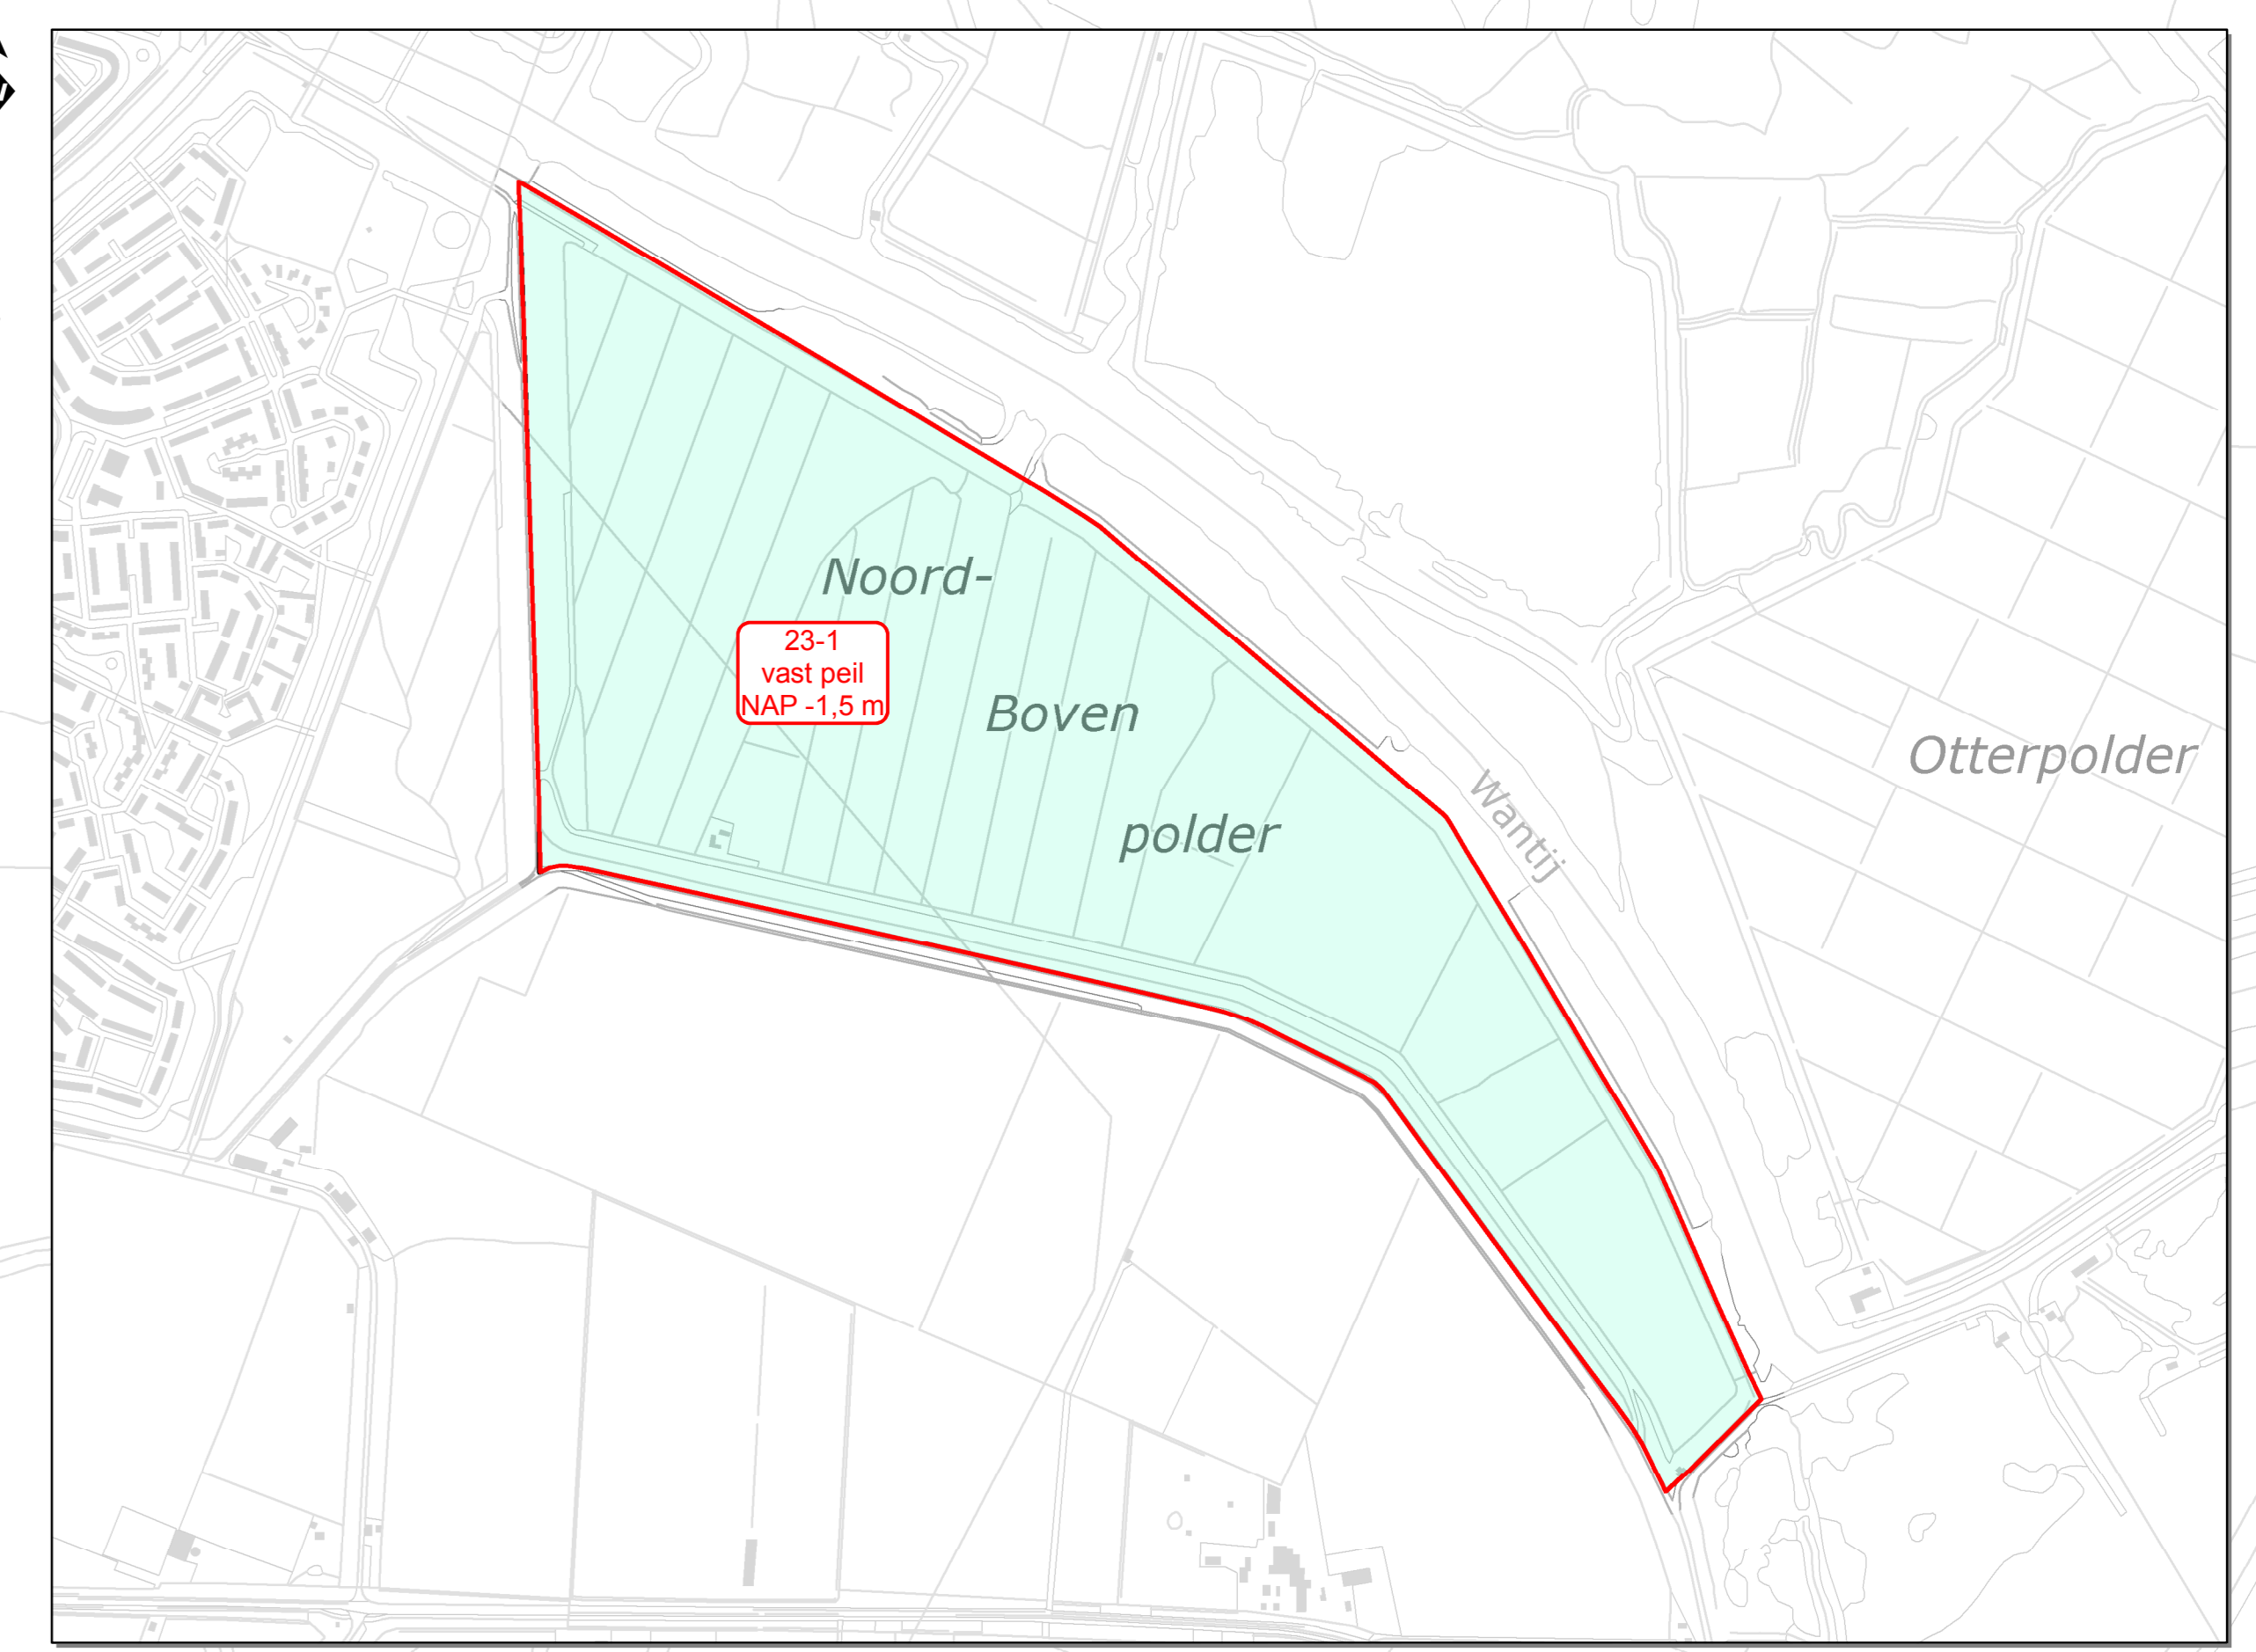 Noord-
23-1
vast peil
NAP -1,5 m
Boven
polder
Wantij
Otterpolder